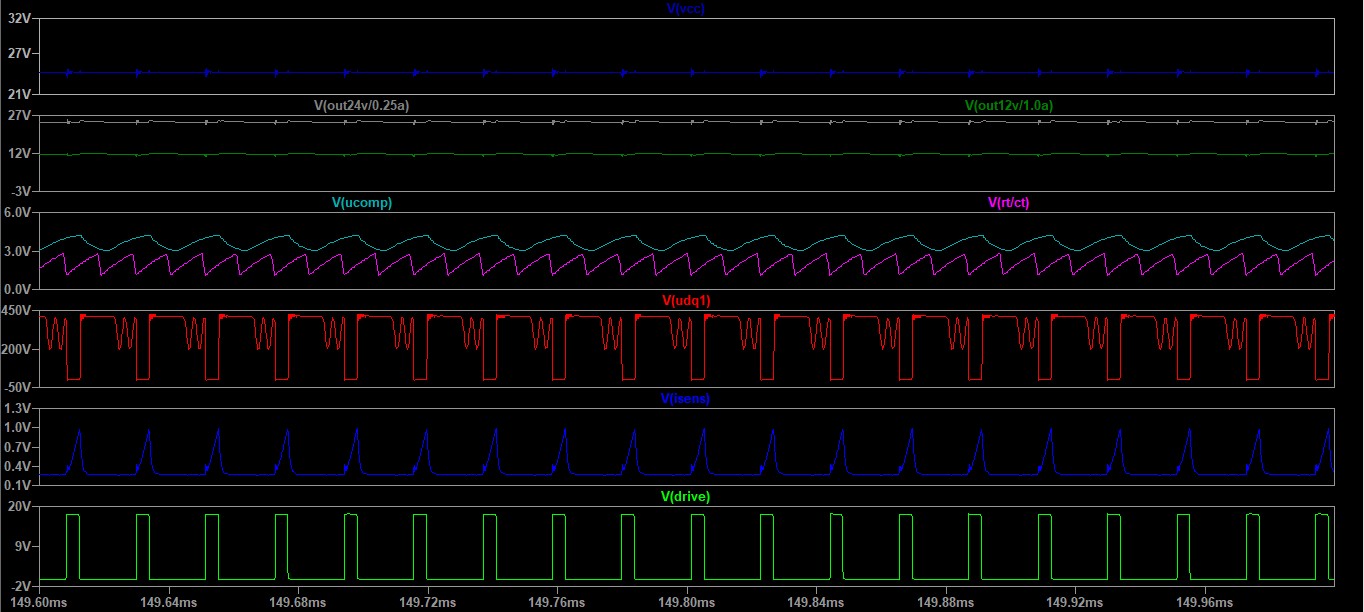 V(vcc)
32V
27V
21V
V(out24v/0.25a) V(out12v/1.0a)
27V
12V
-3V
V(ucomp) V(rt/ct)
6.0V
3.0V
0.0V
V(udq1)
450V
200V
-50V
V(isens)
1.3V
1.0V
0.7V
0.4V
0.1V
V(drive)
20V
9V
-2V
149.60ms 149.64ms 149.68ms 149.72ms 149.76ms 149.80ms 149.84ms 149.88ms 149.92ms 149.96ms